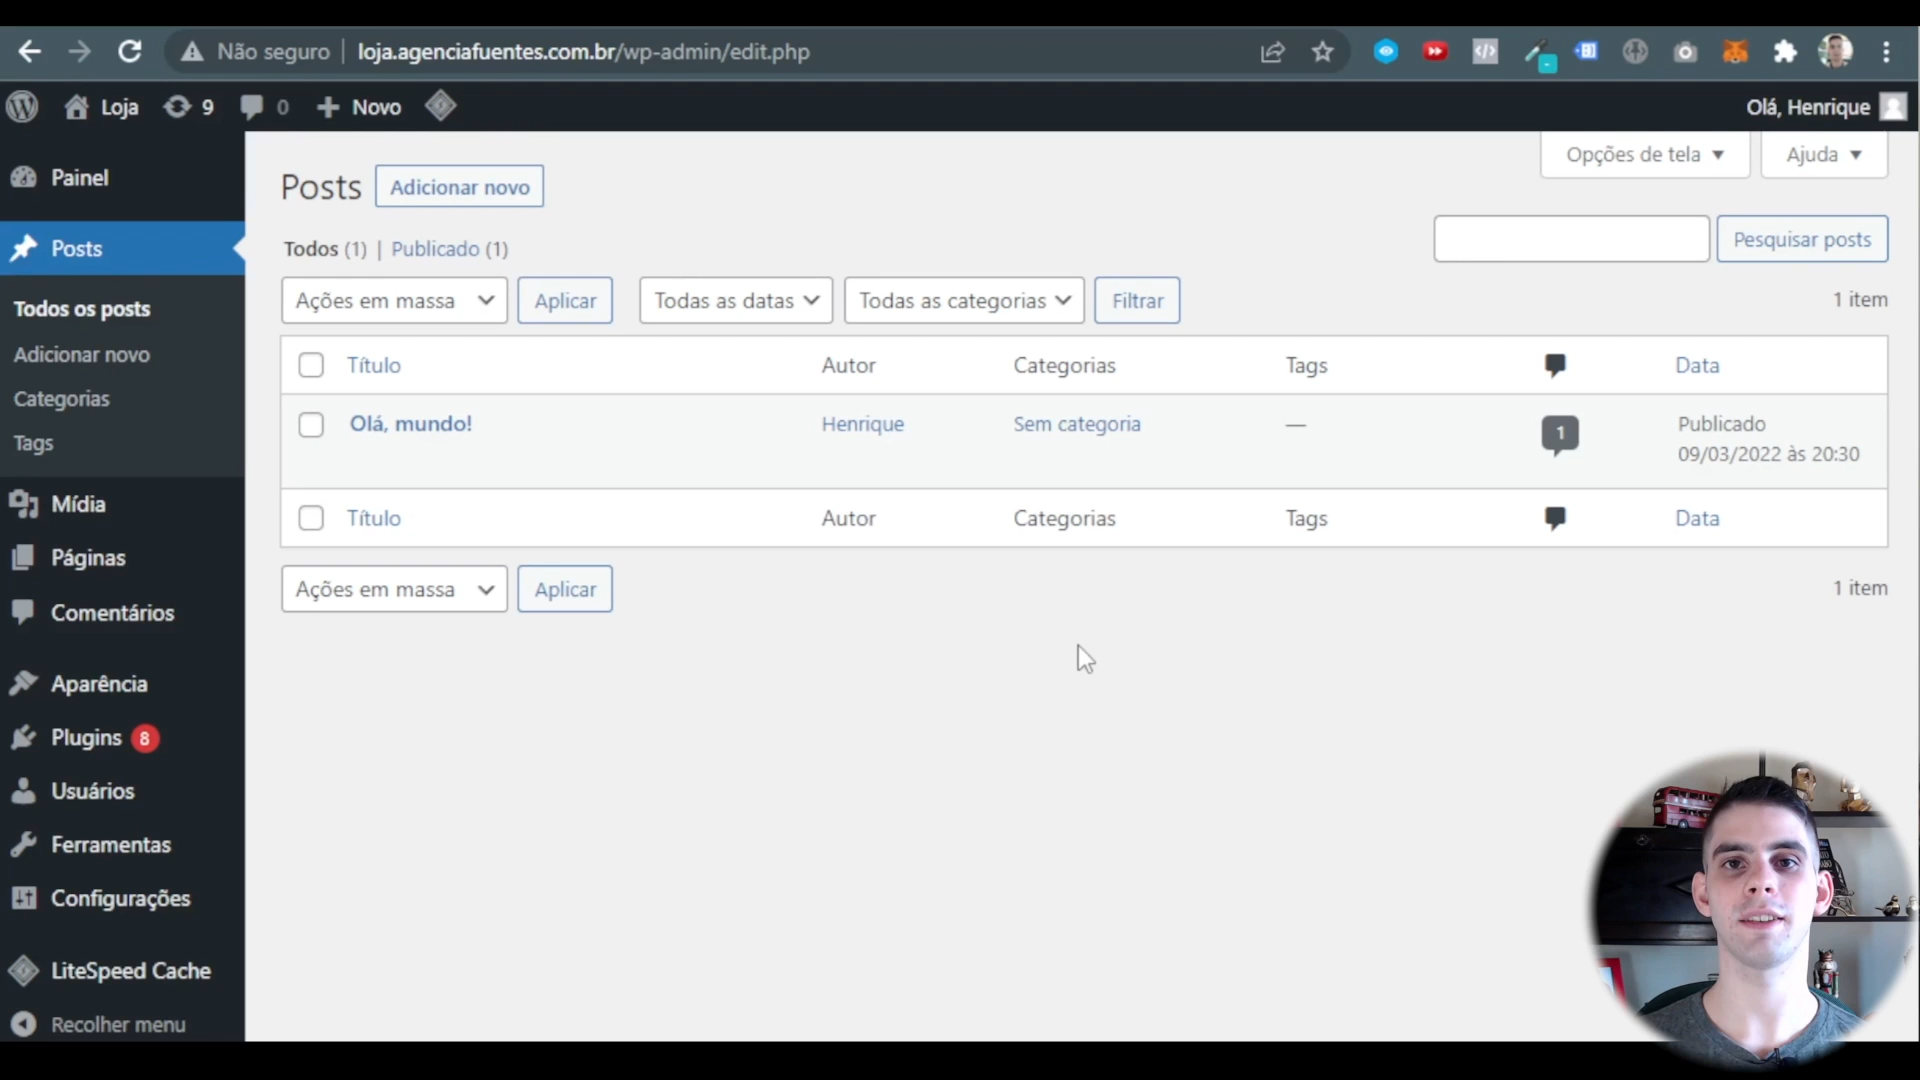 Não seguro loja.agenciafuentes.com.br/wp-admin/edit.php
Loja 9 0 Novo Olá, Henrique
Opções de tela Ajuda
Painel
Posts
Todos os posts
Adicionar novo
Categorias
Tags
Mídia
Páginas
Comentários
Aparência
Plugins 8
Usuários
Ferramentas
Configurações
LiteSpeed Cache
Recolher menu
Posts Adicionar novo
Todos (1) | Publicado (1)
Pesquisar posts
Ações em massa Aplicar Todas as datas Todas as categorias Filtrar 1 item
Título Autor Categorias Tags Data
Olá, mundo! Henrique Sem categoria — 1 Publicado
09/03/2022 às 20:30
Título Autor Categorias Tags Data
Ações em massa Aplicar 1 item